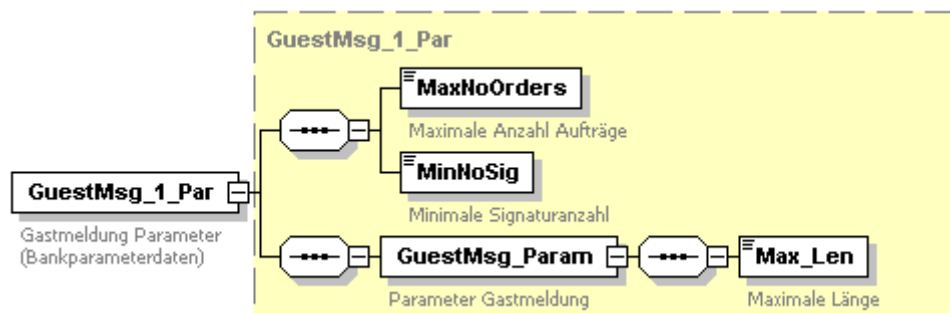 GuestMsg_1_Par
MaxNoOrders
Maximale Anzahl Aufträge
MinNoSig
Minimale Signaturanzahl
GuestMsg_1_Par
Gastmeldung Parameter
(Bankparameterdaten)
GuestMsg_Param
Parameter Gastmeldung
Max_Len
Maximale Länge